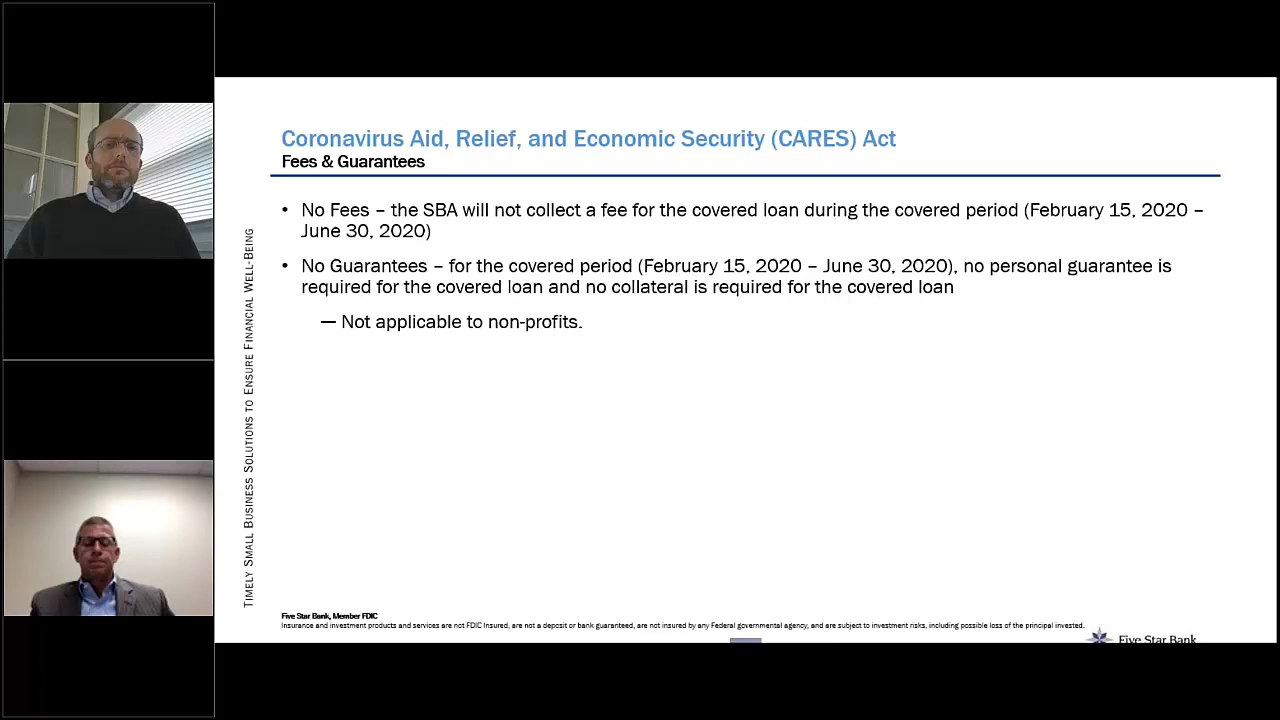 Coronavirus Aid, Relief, and Economic Security (CARES) Act
Fees & Guarantees
• No Fees – the SBA will not collect a fee for the covered loan during the covered period (February 15, 2020 –
June 30, 2020)
• No Guarantees – for the covered period (February 15, 2020 – June 30, 2020), no personal guarantee is
required for the covered loan and no collateral is required for the covered loan
— Not applicable to non-profits.
TIMELY SMALL BUSINESS SOLUTIONS TO ENSURE FINANCIAL WELL-BEING
Five Star Bank, Member FDIC
Insurance and investment products and services are not FDIC Insured, are not a deposit or bank guaranteed, are not insured by any Federal governmental agency, and are subject to investment risks, including possible loss of the principal invested.
Five Star Bank